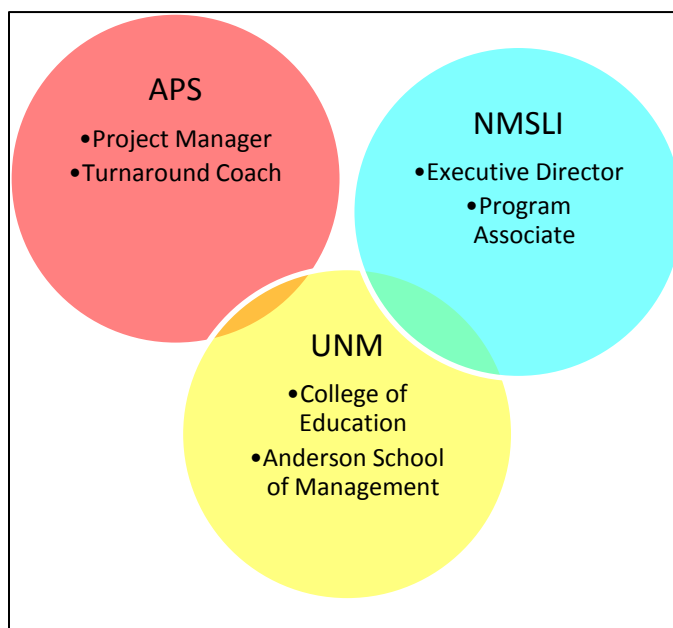 APS
•Project Manager
•Turnaround Coach
NMSLI
•Executive Director
•Program
Associate
UNM
•College of
Education
•Anderson School
of Management